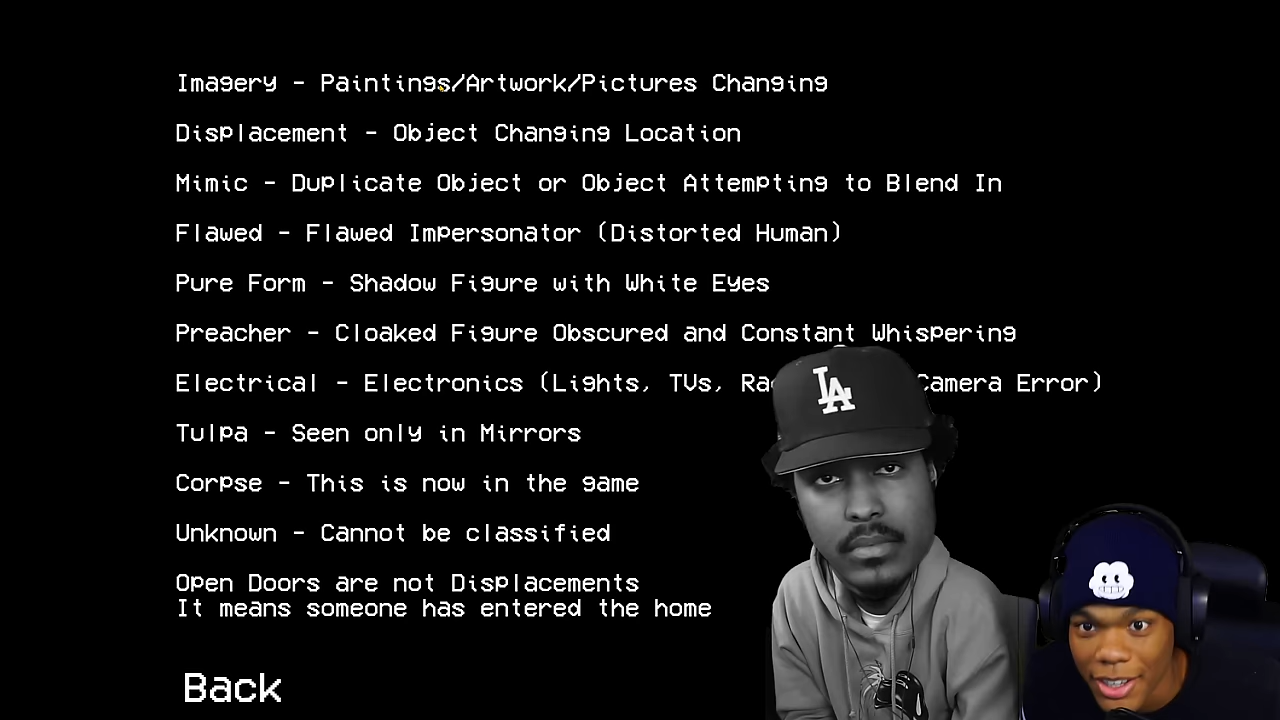 Imagery - Paintings/Artwork/Pictures Changing
Displacement - Object Changing Location
Mimic - Duplicate Object or Object Attempting to Blend In
Flawed - Flawed Impersonator (Distorted Human)
Pure Form - Shadow Figure with White Eyes
Preacher - Cloaked Figure Obscured and Constant Whispering
Electrical - Electronics (Lights, TVs, Camera Error)
Tulpa - Seen only in Mirrors
Corpse - This is now in the game
Unknown - Cannot be classified
Open Doors are not Displacements
It means someone has entered the home
LA
Back